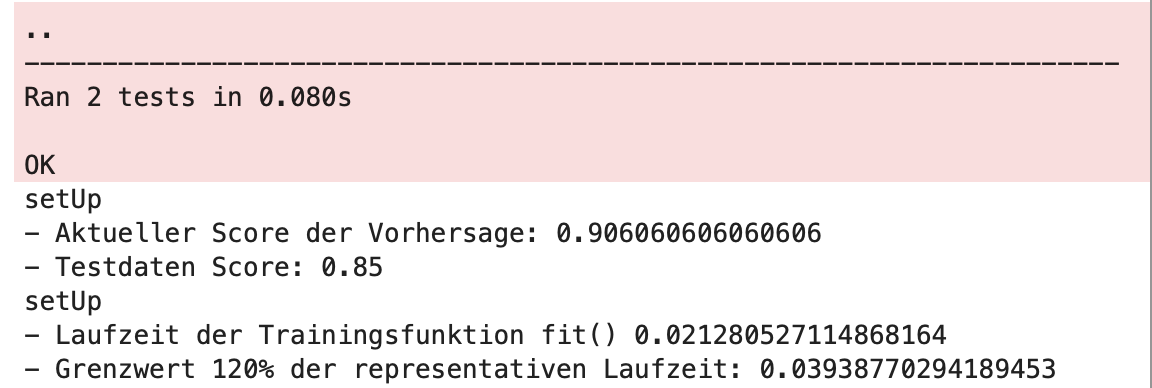 ..
----------------------------------------------------------------------
Ran 2 tests in 0.080s
OK
setUp
- Aktueller Score der Vorhersage: 0.906060606060606
- Testdaten Score: 0.85
setUp
- Laufzeit der Trainingsfunktion fit() 0.021280527114868164
- Grenzwert 120% der representativen Laufzeit: 0.03938770294189453